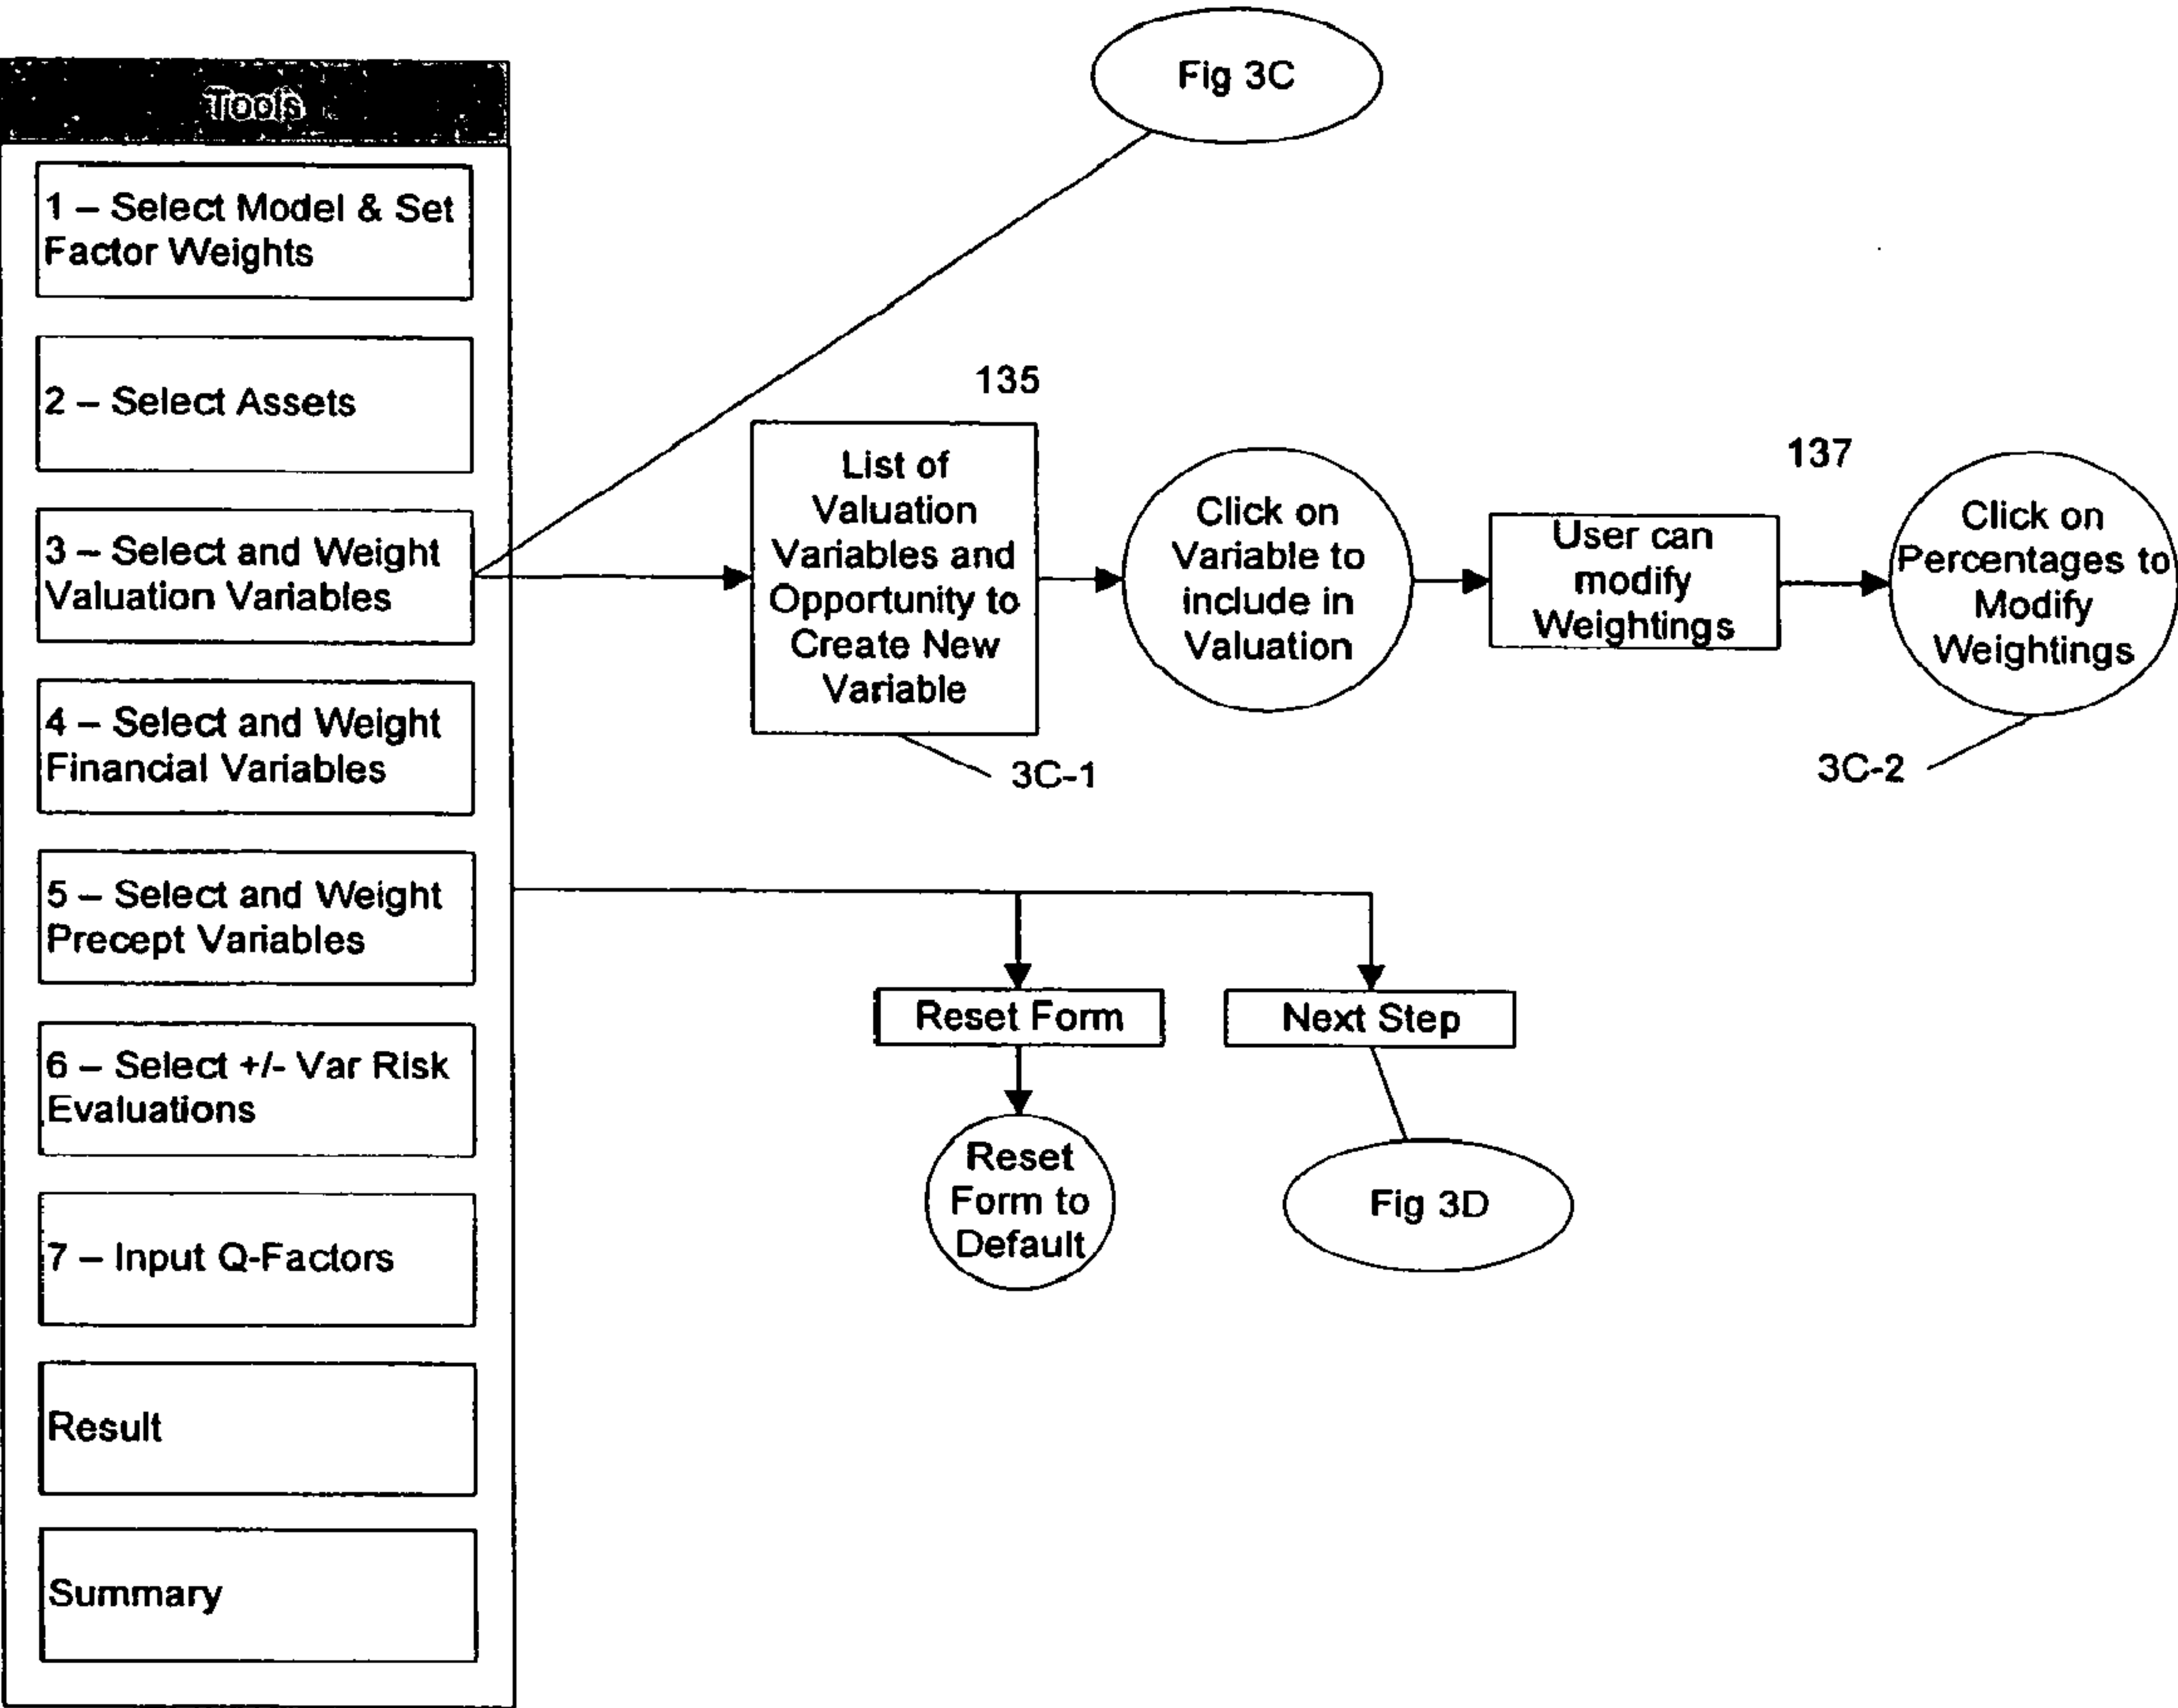 Fig 3C
Tools
1 – Select Model & Set
Factor Weights
2 – Select Assets
3 – Select and Weight
Valuation Variables
4 – Select and Weight
Financial Variables
5 – Select and Weight
Precept Variables
6 – Select +/- Var Risk
Evaluations
7 – Input Q-Factors
Result
Summary
135
List of
Valuation
Variables and
Opportunity to
Create New
Variable
3C-1
Click on
Variable to
include in
Valuation
User can
modify
Weightings
137
Click on
Percentages to
Modify
Weightings
3C-2
Reset Form
Next Step
Reset
Form to
Default
Fig 3D